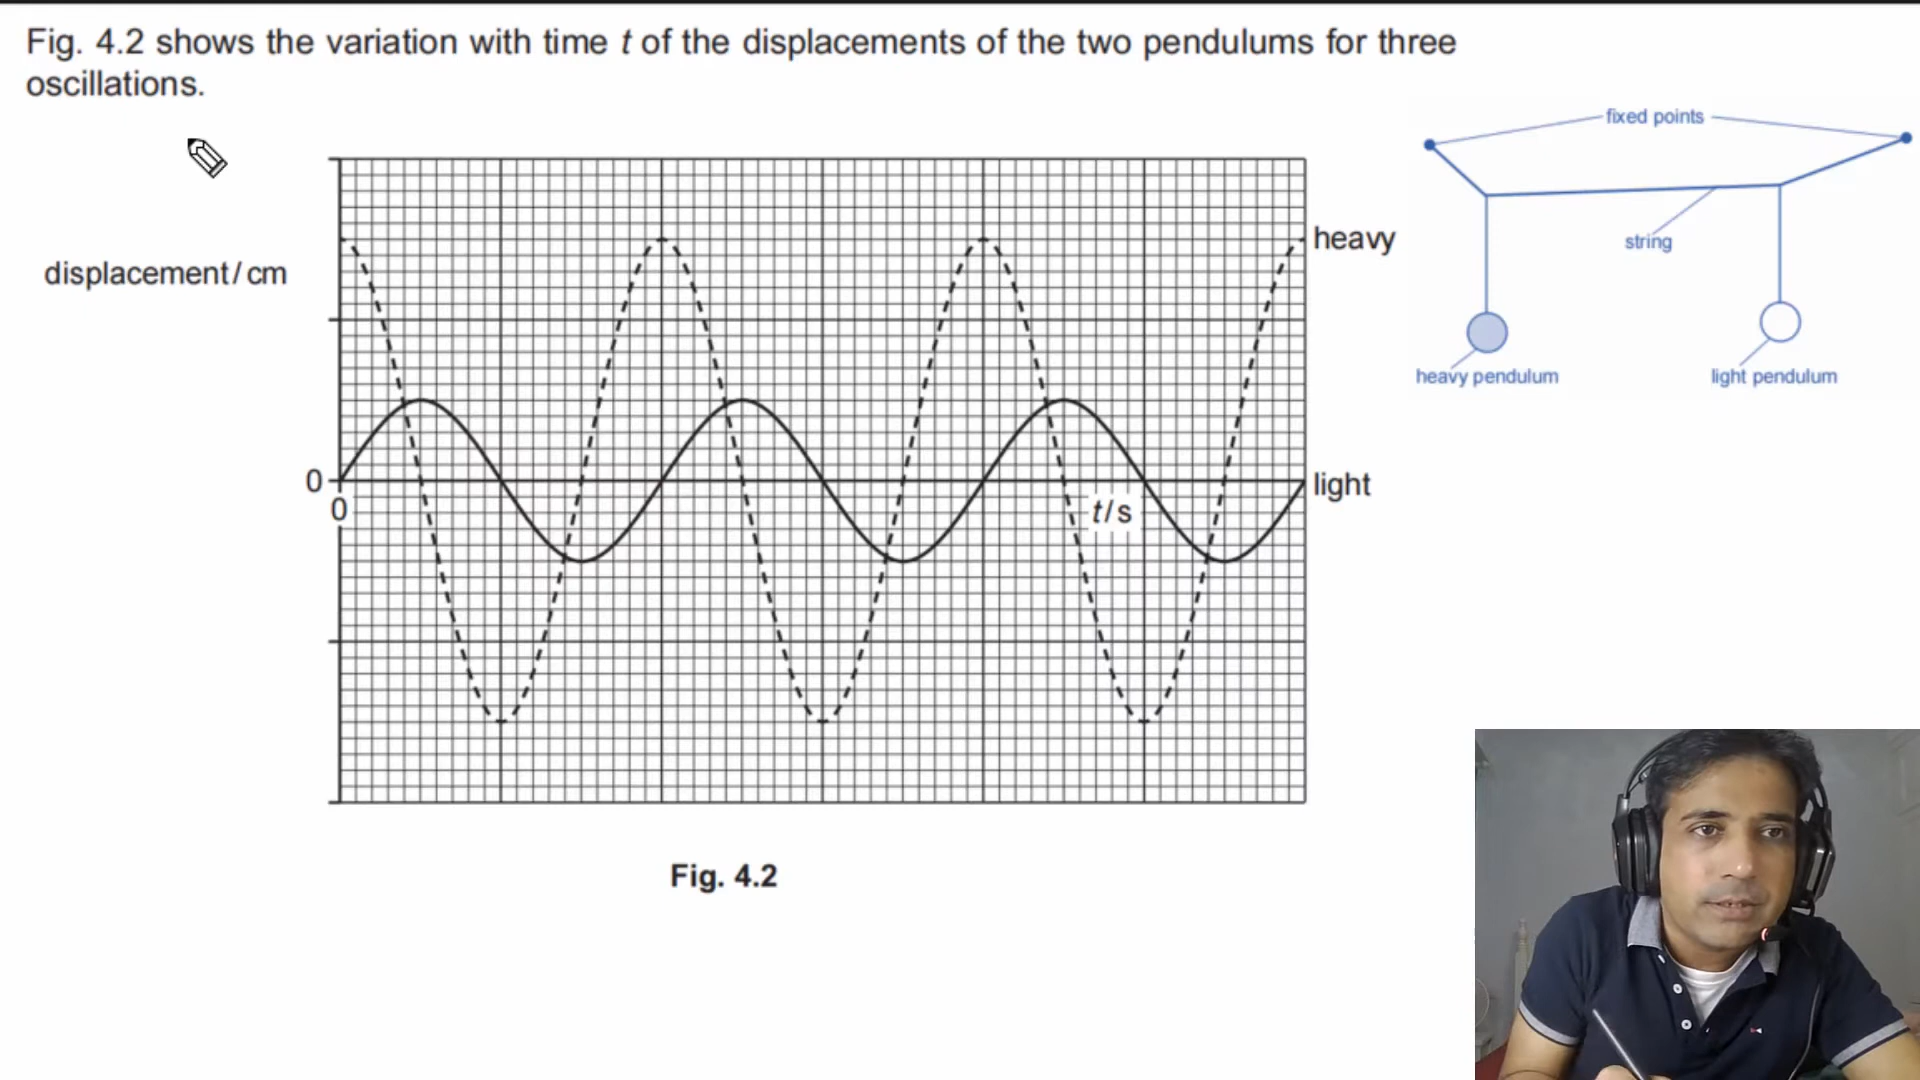 Fig. 4.2 shows the variation with time t of the displacements of the two pendulums for three
oscillations.
fixed points
heavy
displacement / cm
string
heavy pendulum
light pendulum
0
light
0
t / s
Fig. 4.2